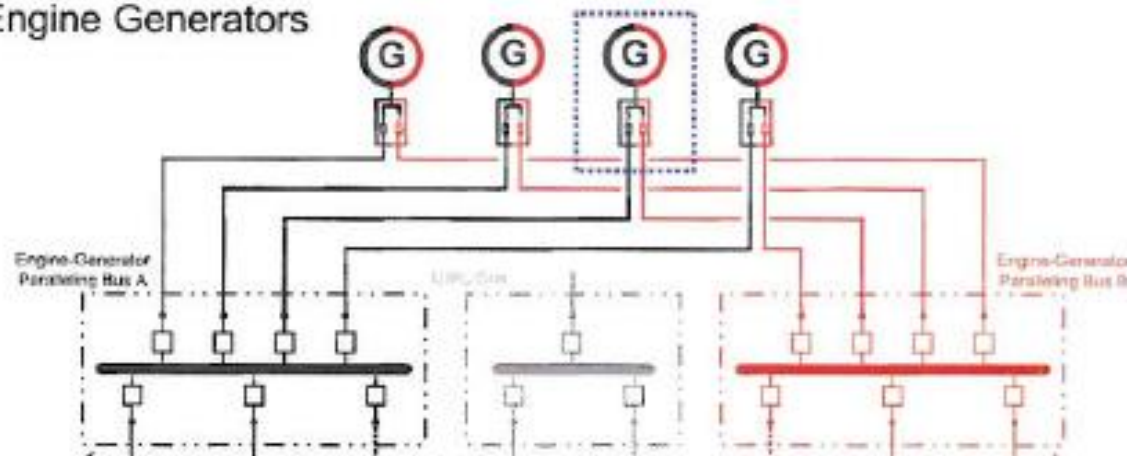 Engine Generators
G G G G
Engine-Generator
Paralleling Bus A
Engine-Generator
Paralleling Bus B